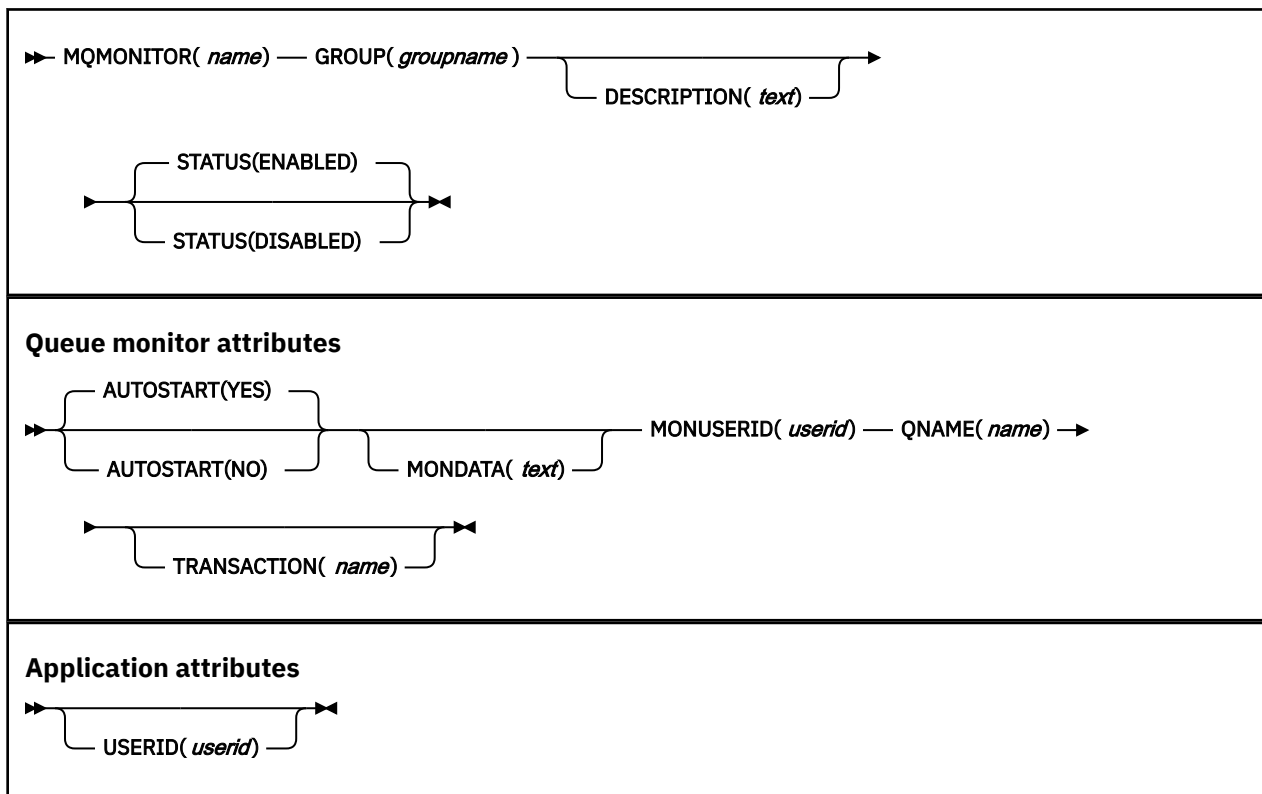 MQMONITOR( name) GROUP( groupname )
DESCRIPTION( text)
STATUS(ENABLED)
STATUS(DISABLED)
Queue monitor attributes
AUTOSTART(YES)
MONUSERID( userid) QNAME( name)
AUTOSTART(NO) MONDATA( text)
TRANSACTION( name)
Application attributes
USERID( userid)